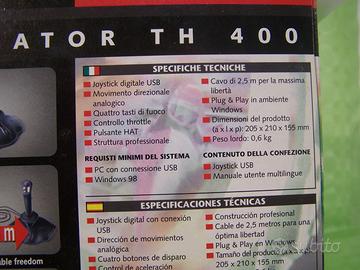 ATOR TH 400
SPECIFICHE TECNICHE
Joystick digitale USB
Movimento direzionale
analogico
Quattro tasti di fuoco
Controllo throttle
Pulsante HAT
Struttura professionale
Cavo di 2,5 m per la massima
libertà
Plug & Play in ambiente
Windows
Dimensioni del prodotto
(a x l x p): 205 x 210 x 155 mm
Peso lordo: 0,6 kg
REQUISTI MINIMI DEL SISTEMA
PC con connessione USB
Windows 98
CONTENUTO DELLA CONFEZIONE
Joystick USB
Manuale utente multilingue
ESPECIFICACIONES TÉCNICAS
Joystick digital con conexión
USB
Dirección de movimientos
analógica
Cuatro botones de disparo
Control de aceleración
Construcción profesional
Cable de 2,5 metros para una
óptima libertad
Plug & Play en Windows
Tamaño del producto (a x l x
p) 205 x 210 x 155 mm
m
able freedom
subito